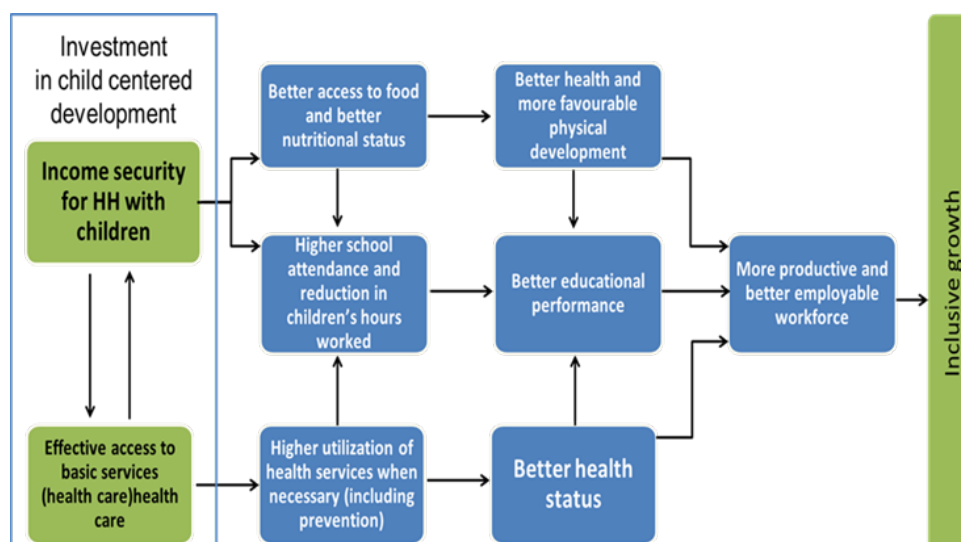 Investment
in child centered
development
Income security
for HH with
children
Effective access to
basic services
(health care)health
care
Better access to food
and better
nutritional status
Higher school
attendance and
reduction in
children's hours
worked
Higher utilization of
health services when
necessary (including
prevention)
Better health and
more favourable
physical
development
Better educational
performance
Better health
status
More productive and
better employable
workforce
Inclusive growth